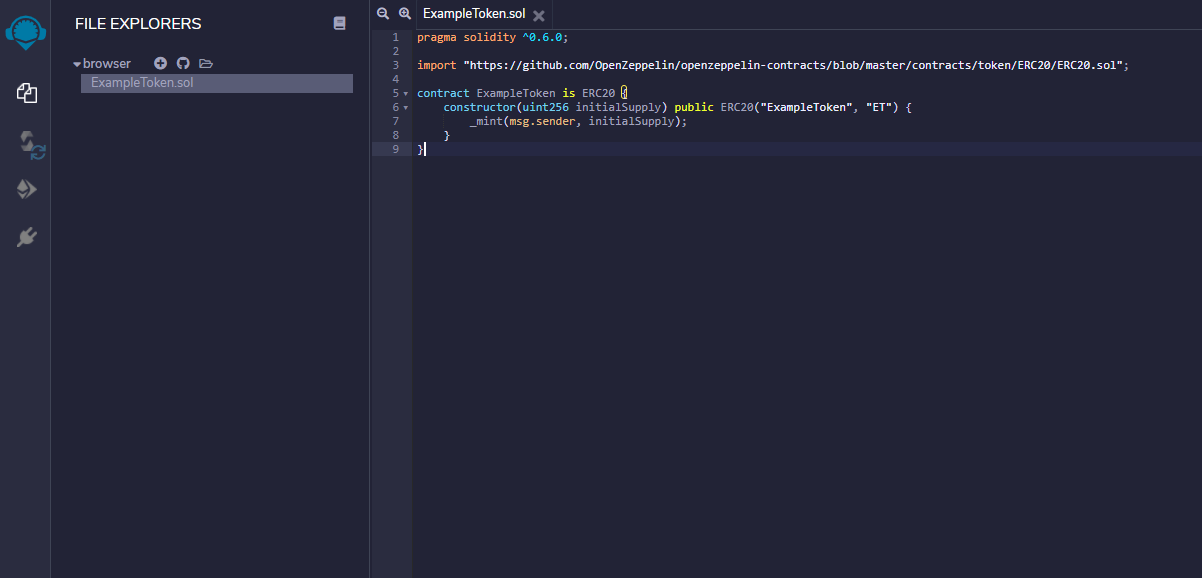 FILE EXPLORERS
browser
ExampleToken.sol
ExampleToken.sol
1 pragma solidity ^0.6.0;
2
3 import "https://github.com/OpenZeppelin/openzeppelin-contracts/blob/master/contracts/token/ERC20/ERC20.sol";
4
5 contract ExampleToken is ERC20 {
6     constructor(uint256 initialSupply) public ERC20("ExampleToken", "ET") {
7         _mint(msg.sender, initialSupply);
8     }
9 }